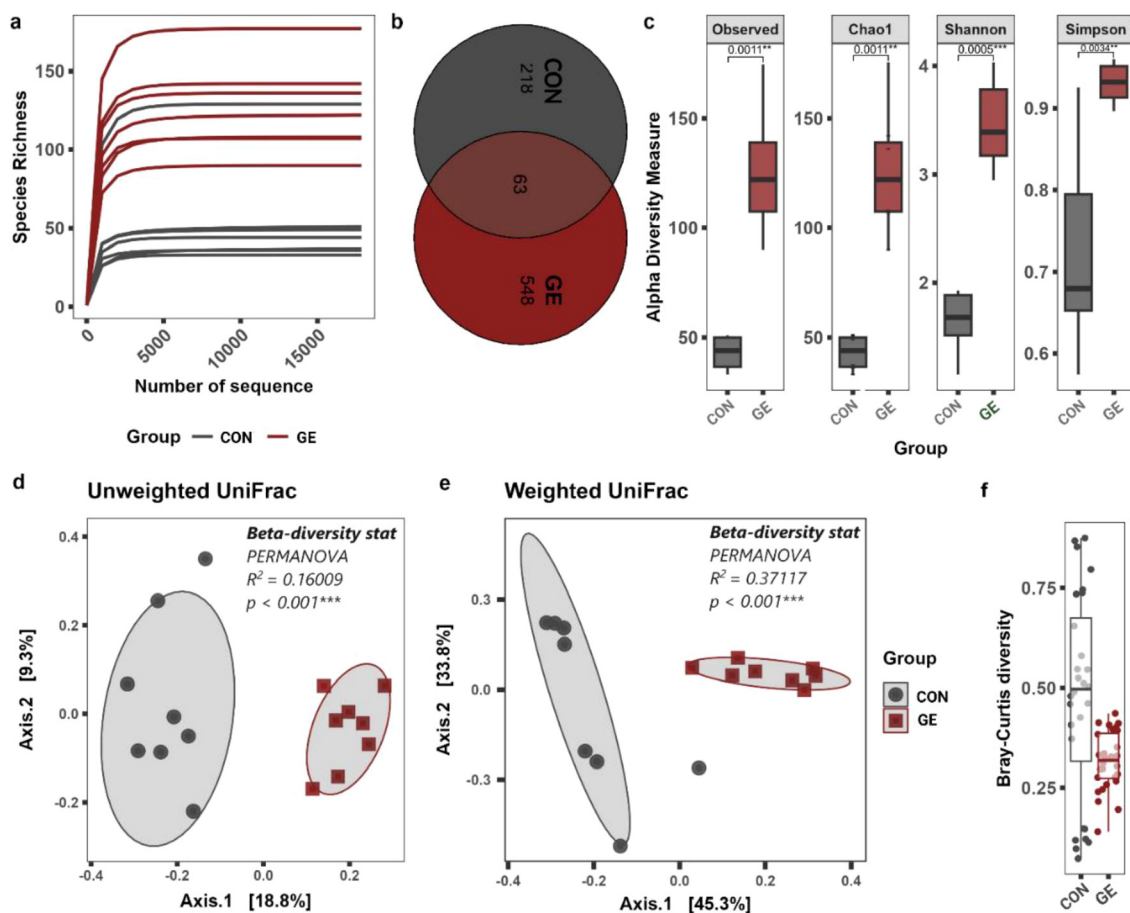 a
Species Richness
150
100
50
0
0
5000
10000
15000
Number of sequence
Group CON GE
b
CON
218
63
GE
548
c
Alpha Diversity Measure
Observed
0.0011**
150
100
50
CON GE
Chao1
0.0011**
150
100
50
CON GE
Shannon
0.0005***
4
3
2
CON GE
Simpson
0.0034**
0.9
0.8
0.7
0.6
CON GE
Group
d
Unweighted UniFrac
Beta-diversity stat
PERMANOVA
R² = 0.16009
p < 0.001***
Axis.2 [9.3%]
0.4
0.2
0.0
-0.2
-0.4 -0.2 0.0 0.2
Axis.1 [18.8%]
e
Weighted UniFrac
Beta-diversity stat
PERMANOVA
R² = 0.37117
p < 0.001***
Axis.2 [33.8%]
0.3
0.0
-0.3
-0.4 -0.2 0.0 0.2 0.4
Axis.1 [45.3%]
Group
CON
GE
f
Bray-Curtis diversity
0.75
0.50
0.25
CON GE